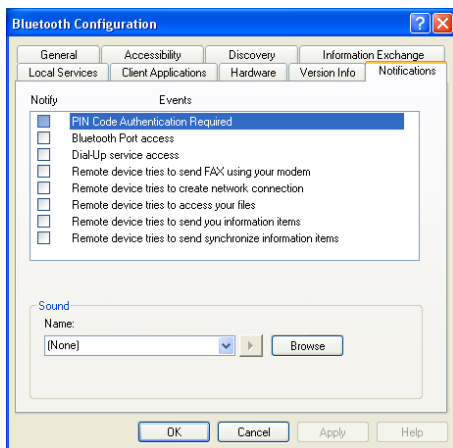 Bluetooth Configuration
General Accessibility Discovery Information Exchange
Local Services Client Applications Hardware Version Info Notifications
Notify Events
PIN Code Authentication Required
Bluetooth Port access
Dial-Up service access
Remote device tries to send FAX using your modem
Remote device tries to create network connection
Remote device tries to access your files
Remote device tries to send you information items
Remote device tries to send synchronize information items
Sound
Name:
(None) Browse
OK Cancel Apply Help